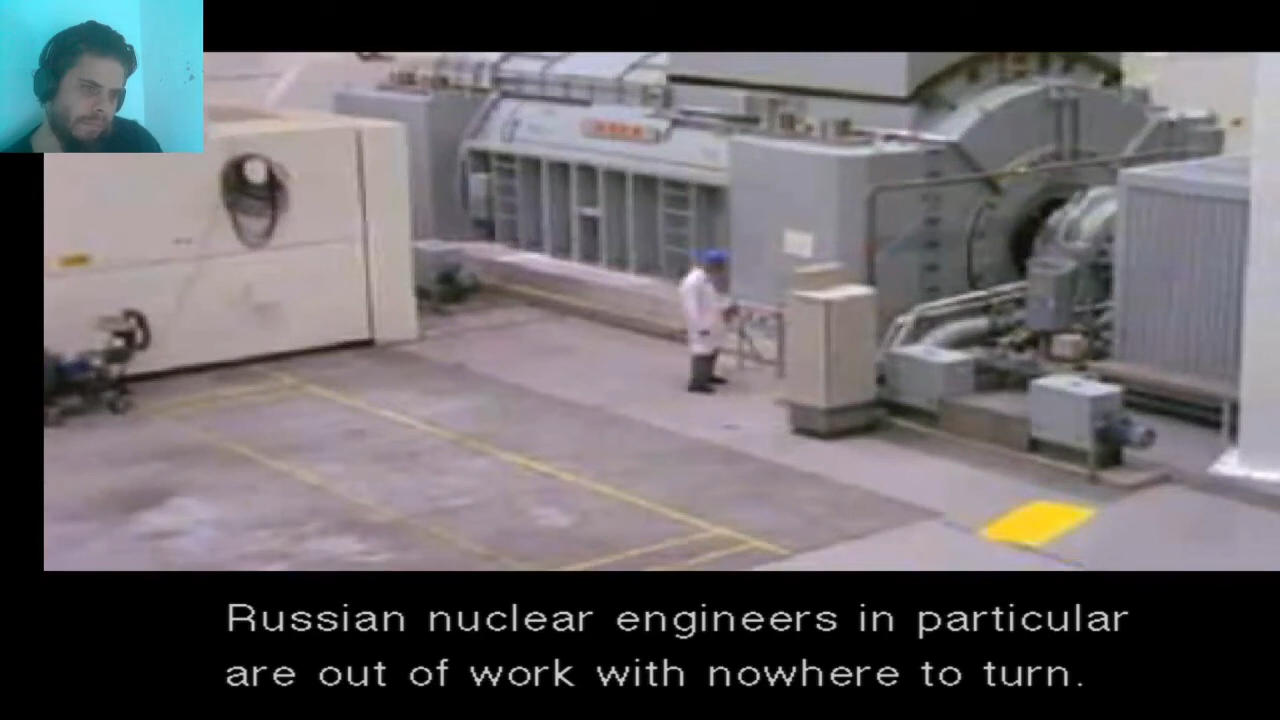 Russian nuclear engineers in particular
are out of work with nowhere to turn.